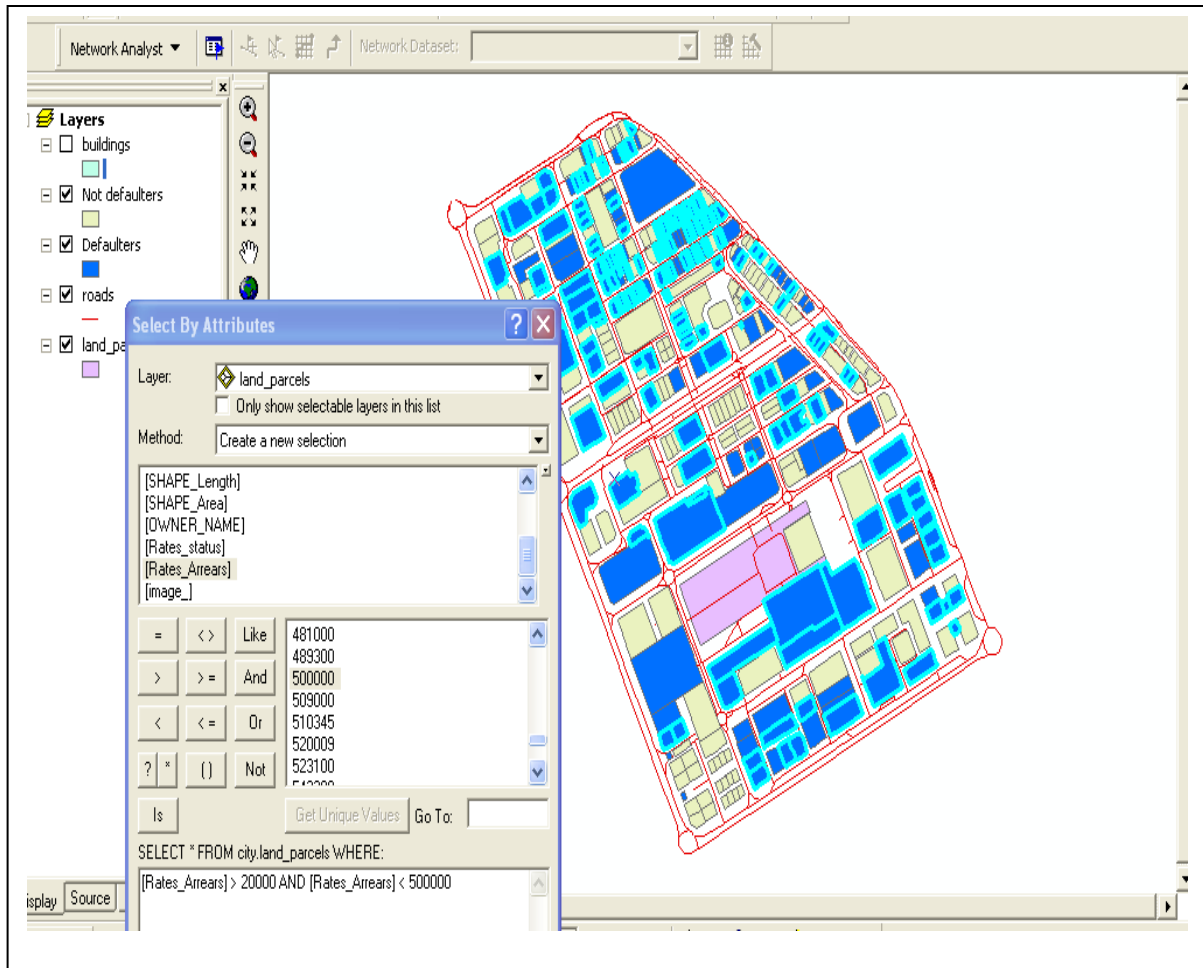 Network Analyst
Network Dataset:
Layers
buildings
Not defaulters
Defaulters
roads
land_pa
Select By Attributes
Layer:
land_parcels
Only show selectable layers in this list
Method:
Create a new selection
[SHAPE_Length]
[SHAPE_Area]
[OWNER_NAME]
[Rates_status]
[Rates_Arrears]
[image_]
= < > Like
> > = And
< < = Or
? * ( ) Not
Is
481000
489300
500000
509000
510345
520009
523100
Get Unique Values Go To:
SELECT * FROM city.land_parcels WHERE:
[Rates_Arrears] > 20000 AND [Rates_Arrears] < 500000
isplay Source